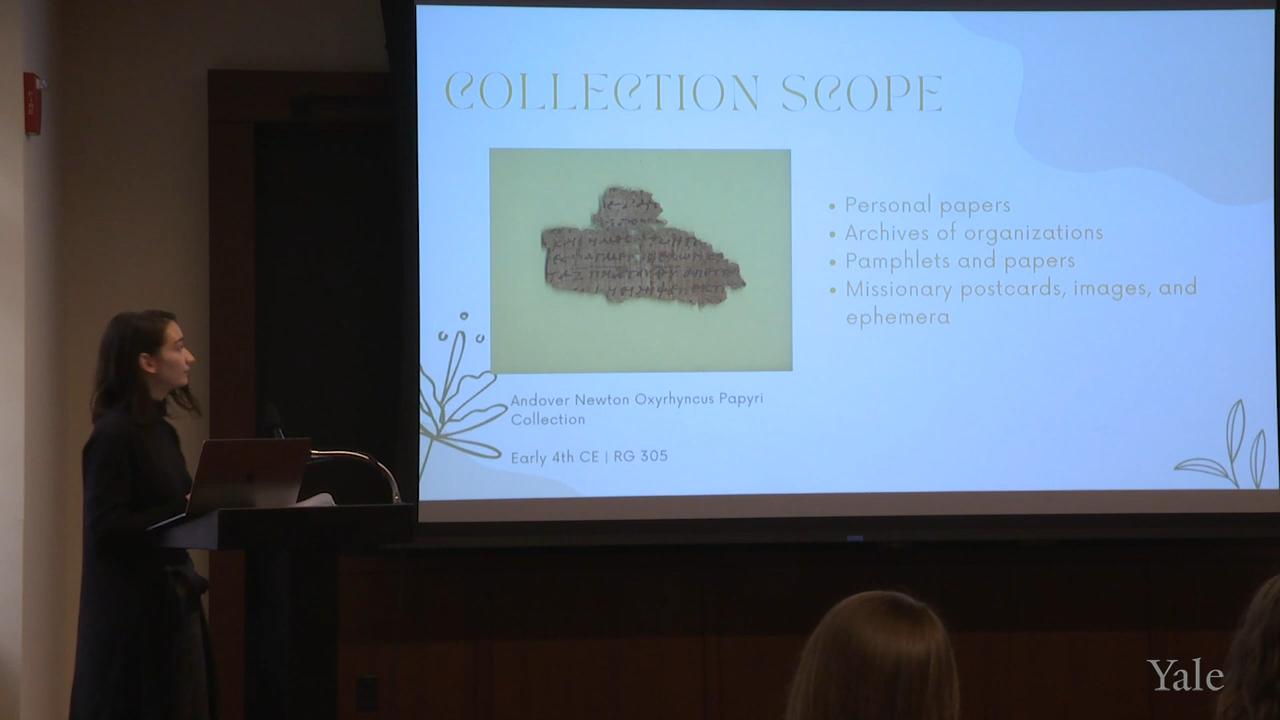 COLLECTION SCOPE
• Personal papers
• Archives of organizations
• Pamphlets and papers
• Missionary postcards, images, and
ephemera
Andover Newton Oxyrhyncus Papyri
Collection
Early 4th CE | RG 305
FIRE
Yale